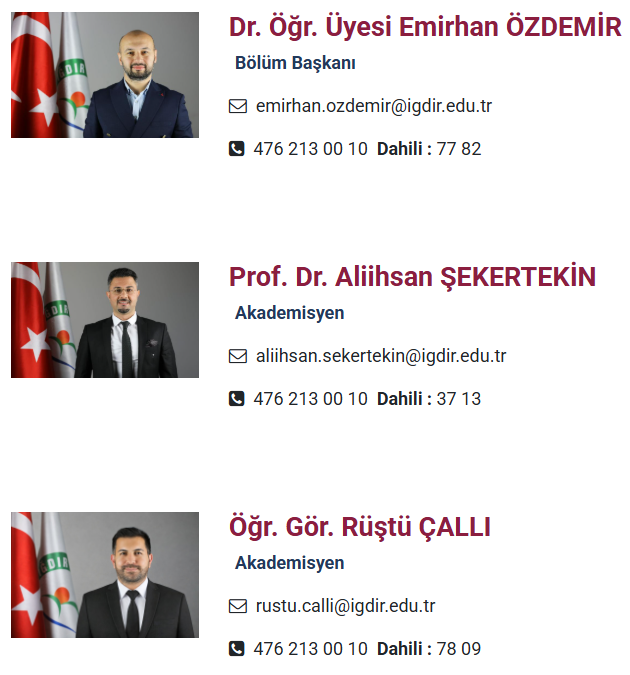 Dr. Öğr. Üyesi Emirhan ÖZDEMİR
Bölüm Başkanı
emirhan.ozdemir@igdir.edu.tr
476 213 00 10 Dahili : 77 82
Prof. Dr. Aliihsan ŞEKERTEKİN
Akademisyen
aliihsan.sekertekin@igdir.edu.tr
476 213 00 10 Dahili : 37 13
Öğr. Gör. Rüştü ÇALLI
Akademisyen
rustu.calli@igdir.edu.tr
476 213 00 10 Dahili : 78 09